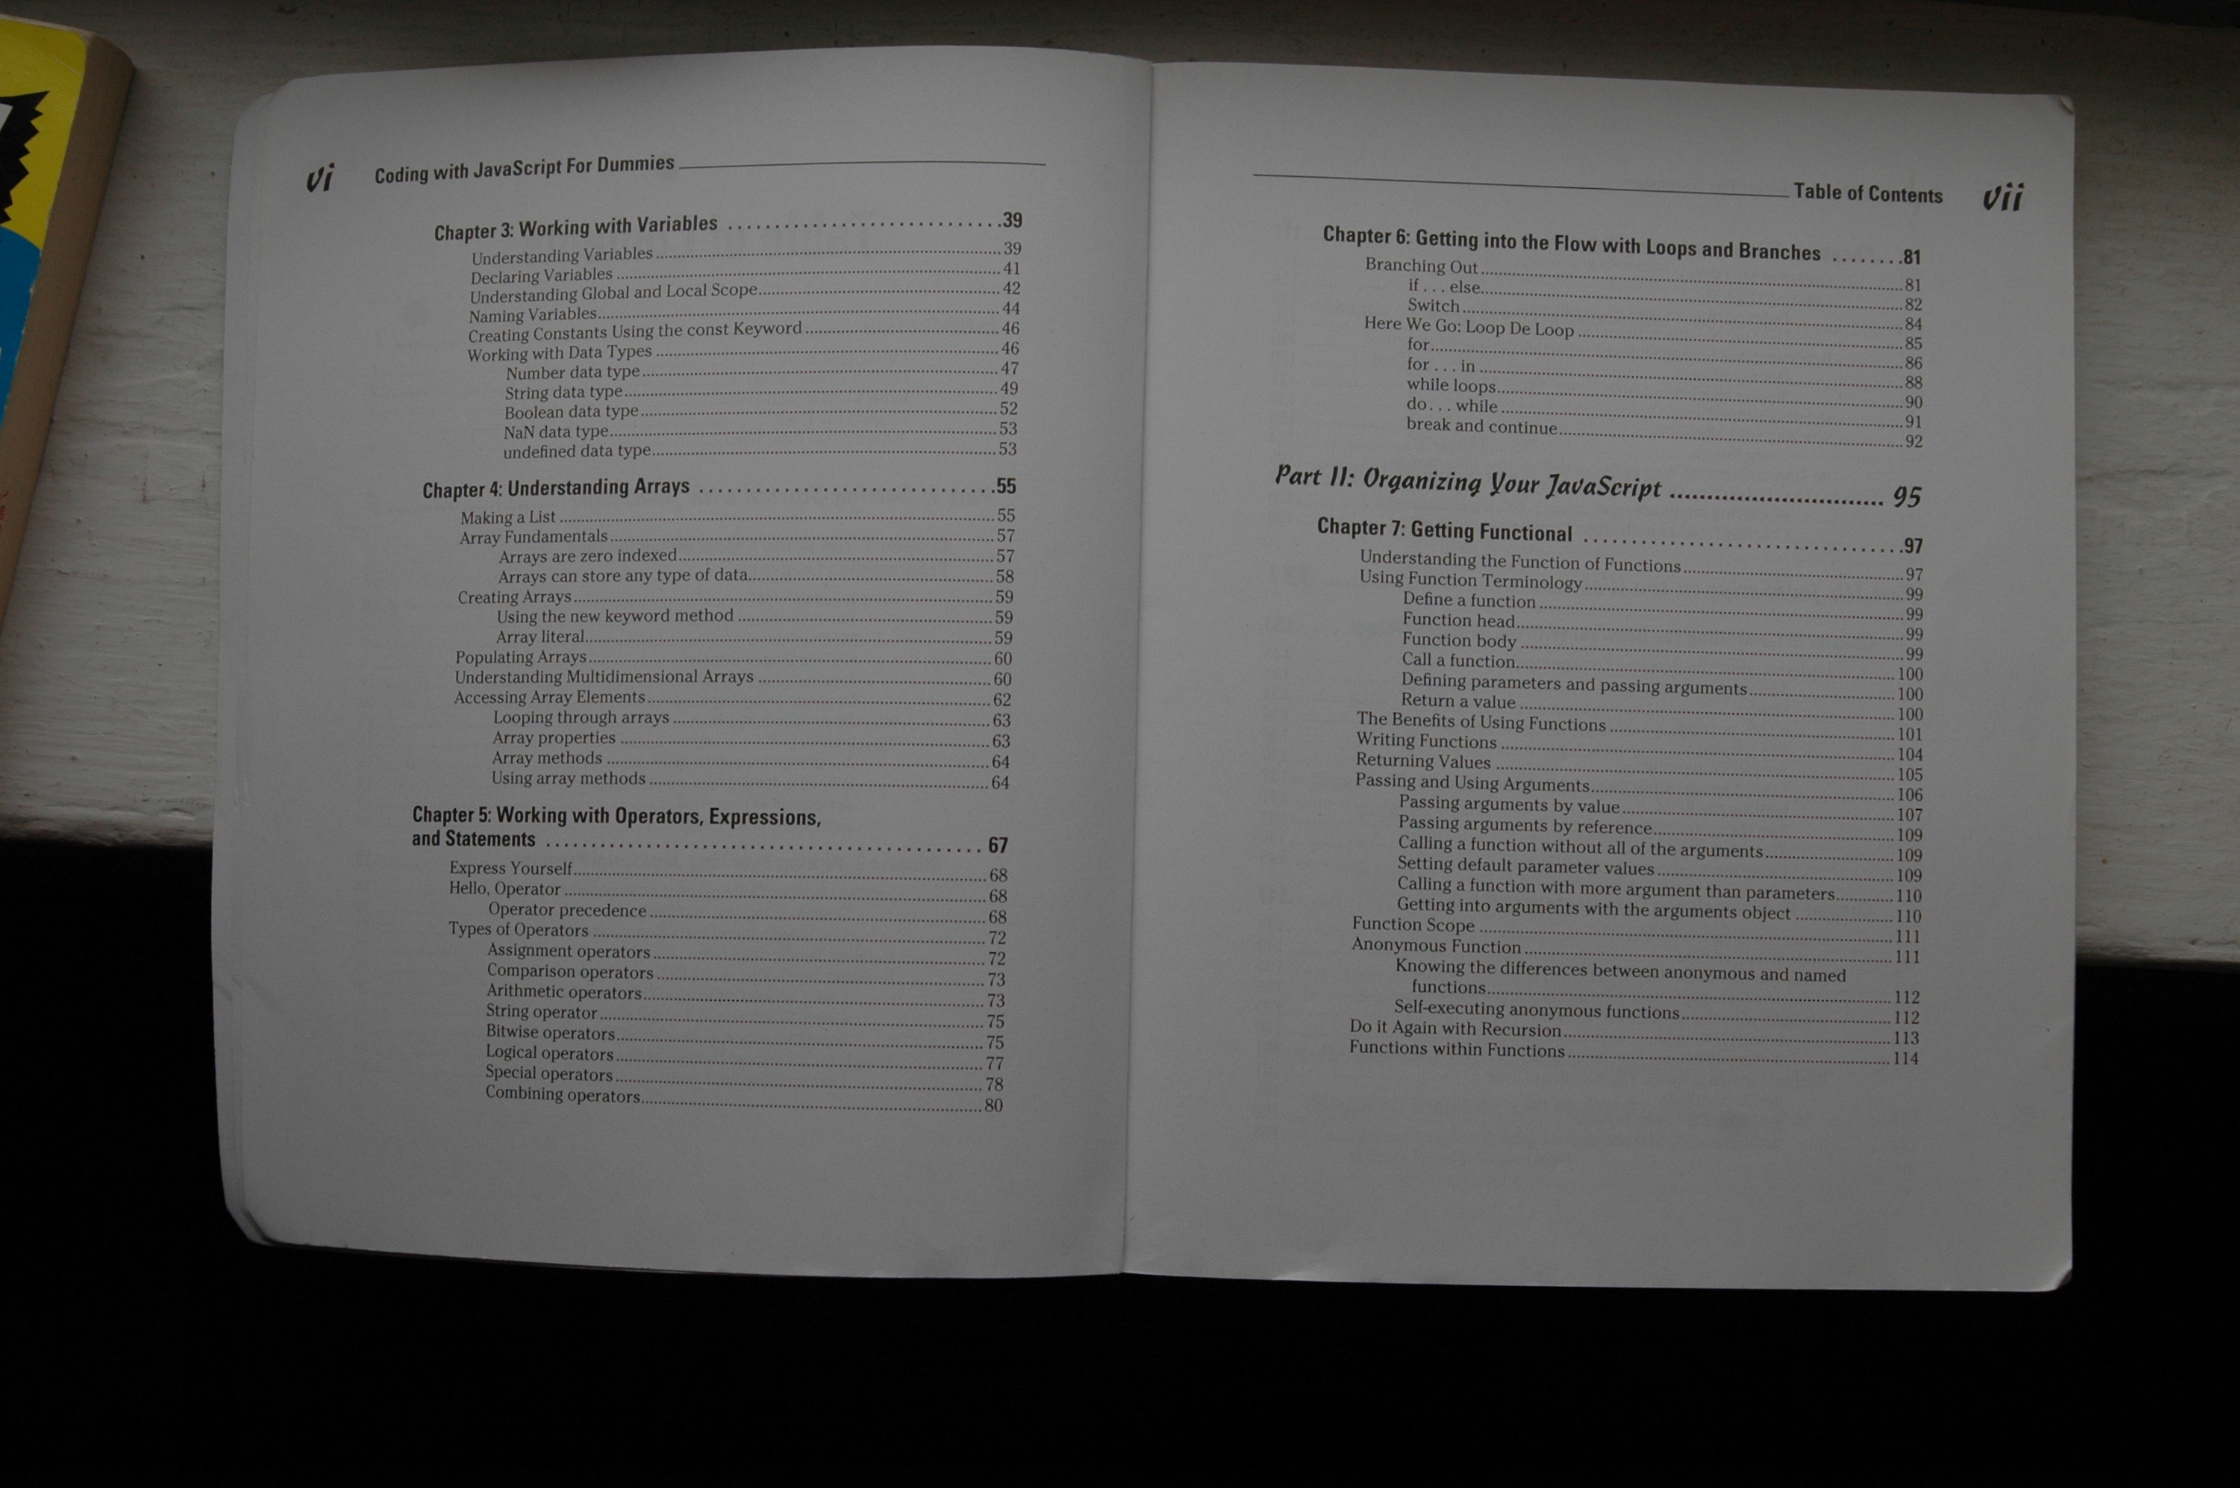 vi Coding with JavaScript For Dummies
Chapter 3: Working with Variables ..............................39
Understanding Variables..............................39
Declaring Variables ..............................41
Understanding Global and Local Scope..............................42
Naming Variables..............................44
Creating Constants Using the const Keyword..............................46
Working with Data Types ..............................46
Number data type..............................47
String data type..............................49
Boolean data type..............................52
NaN data type..............................53
undefined data type..............................53
Chapter 4: Understanding Arrays ..............................55
Making a List ..............................55
Array Fundamentals..............................57
Arrays are zero indexed..............................57
Arrays can store any type of data..............................58
Creating Arrays..............................59
Using the new keyword method ..............................59
Array literal..............................59
Populating Arrays..............................60
Understanding Multidimensional Arrays ..............................60
Accessing Array Elements..............................62
Looping through arrays ..............................63
Array properties ..............................63
Array methods ..............................64
Using array methods ..............................64
Chapter 5: Working with Operators, Expressions,
and Statements ..............................67
Express Yourself..............................68
Hello, Operator ..............................68
Operator precedence ..............................68
Types of Operators ..............................72
Assignment operators..............................72
Comparison operators ..............................73
Arithmetic operators..............................73
String operator..............................75
Bitwise operators..............................75
Logical operators..............................77
Special operators ..............................78
Combining operators..............................80
Table of Contents vii
Chapter 6: Getting into the Flow with Loops and Branches ........81
Branching Out..............................81
if . . . else..............................82
Switch..............................84
Here We Go: Loop De Loop ..............................85
for..............................86
for . . . in ..............................88
while loops..............................90
do. . . while ..............................91
break and continue..............................92
Part II: Organizing Your JavaScript .............................. 95
Chapter 7: Getting Functional ..............................97
Understanding the Function of Functions..............................97
Using Function Terminology..............................99
Define a function ..............................99
Function head..............................99
Function body ..............................99
Call a function..............................100
Defining parameters and passing arguments..............................100
Return a value ..............................100
The Benefits of Using Functions ..............................101
Writing Functions ..............................104
Returning Values ..............................105
Passing and Using Arguments..............................106
Passing arguments by value..............................107
Passing arguments by reference..............................109
Calling a function without all of the arguments..............................109
Setting default parameter values..............................109
Calling a function with more argument than parameters..............110
Getting into arguments with the arguments object ........................110
Function Scope ..............................111
Anonymous Function..............................111
Knowing the differences between anonymous and named
functions..............................112
Self-executing anonymous functions..............................112
Do it Again with Recursion..............................113
Functions within Functions..............................114